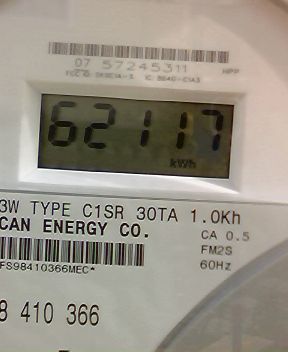 07 57245311
HPP
62117
kWh
3W TYPE C1SR 30TA 1.0Kh
CAN ENERGY CO.
CA 0.5
FM2S
60Hz
FS98410366MEC*
8 410 366